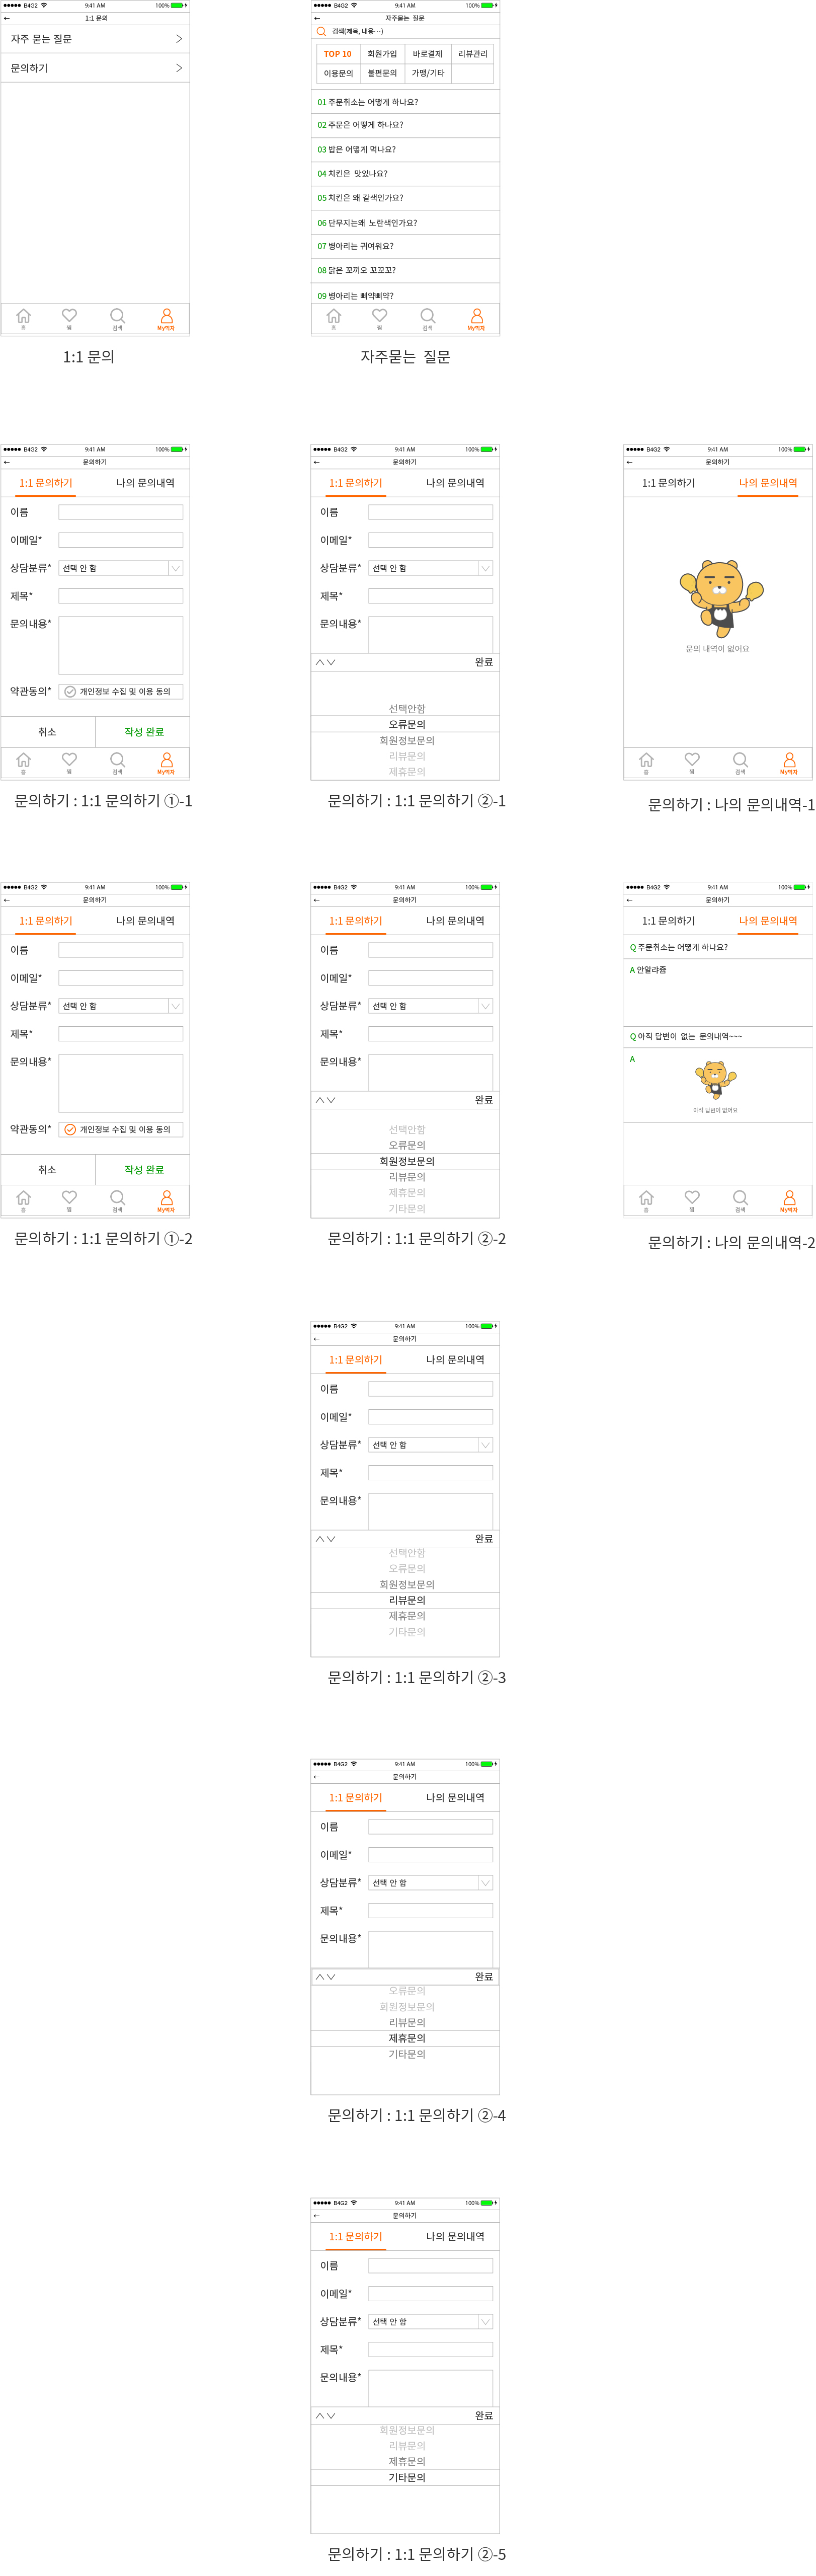 B4G2 9:41 AM 100%
← 1:1 문의
자주 묻는 질문
문의하기
홈 찜 검색 My먹자
1:1 문의
B4G2 9:41 AM 100%
← 자주묻는 질문
검색(제목, 내용…)
TOP 10 회원가입 바로결제 리뷰관리
이용문의 불편문의 가맹/기타
01 주문취소는 어떻게 하나요?
02 주문은 어떻게 하나요?
03 밥은 어떻게 먹나요?
04 치킨은 맛있나요?
05 치킨은 왜 갈색인가요?
06 단무지는왜 노란색인가요?
07 병아리는 귀여워요?
08 닭은 꼬끼오 꼬꼬꼬?
09 병아리는 삐약삐약?
홈 찜 검색 My먹자
자주묻는 질문
B4G2 9:41 AM 100%
← 문의하기
1:1 문의하기 나의 문의내역
이름
이메일*
상담분류* 선택 안 함
제목*
문의내용*
약관동의* 개인정보 수집 및 이용 동의
취소 작성 완료
홈 찜 검색 My먹자
문의하기 : 1:1 문의하기 ①-1
B4G2 9:41 AM 100%
← 문의하기
1:1 문의하기 나의 문의내역
이름
이메일*
상담분류* 선택 안 함
제목*
문의내용*
완료
선택안함
오류문의
회원정보문의
리뷰문의
제휴문의
문의하기 : 1:1 문의하기 ②-1
B4G2 9:41 AM 100%
← 문의하기
1:1 문의하기 나의 문의내역
문의 내역이 없어요
홈 찜 검색 My먹자
문의하기 : 나의 문의내역-1
B4G2 9:41 AM 100%
← 문의하기
1:1 문의하기 나의 문의내역
이름
이메일*
상담분류* 선택 안 함
제목*
문의내용*
약관동의* 개인정보 수집 및 이용 동의
취소 작성 완료
홈 찜 검색 My먹자
문의하기 : 1:1 문의하기 ①-2
B4G2 9:41 AM 100%
← 문의하기
1:1 문의하기 나의 문의내역
이름
이메일*
상담분류* 선택 안 함
제목*
문의내용*
완료
선택안함
오류문의
회원정보문의
리뷰문의
제휴문의
기타문의
문의하기 : 1:1 문의하기 ②-2
B4G2 9:41 AM 100%
← 문의하기
1:1 문의하기 나의 문의내역
Q 주문취소는 어떻게 하나요?
A 안알랴줌
Q 아직 답변이 없는 문의내역~~~
A
아직 답변이 없어요
홈 찜 검색 My먹자
문의하기 : 나의 문의내역-2
B4G2 9:41 AM 100%
← 문의하기
1:1 문의하기 나의 문의내역
이름
이메일*
상담분류* 선택 안 함
제목*
문의내용*
완료
선택안함
오류문의
회원정보문의
리뷰문의
제휴문의
기타문의
문의하기 : 1:1 문의하기 ②-3
B4G2 9:41 AM 100%
← 문의하기
1:1 문의하기 나의 문의내역
이름
이메일*
상담분류* 선택 안 함
제목*
문의내용*
완료
오류문의
회원정보문의
리뷰문의
제휴문의
기타문의
문의하기 : 1:1 문의하기 ②-4
B4G2 9:41 AM 100%
← 문의하기
1:1 문의하기 나의 문의내역
이름
이메일*
상담분류* 선택 안 함
제목*
문의내용*
완료
회원정보문의
리뷰문의
제휴문의
기타문의
문의하기 : 1:1 문의하기 ②-5